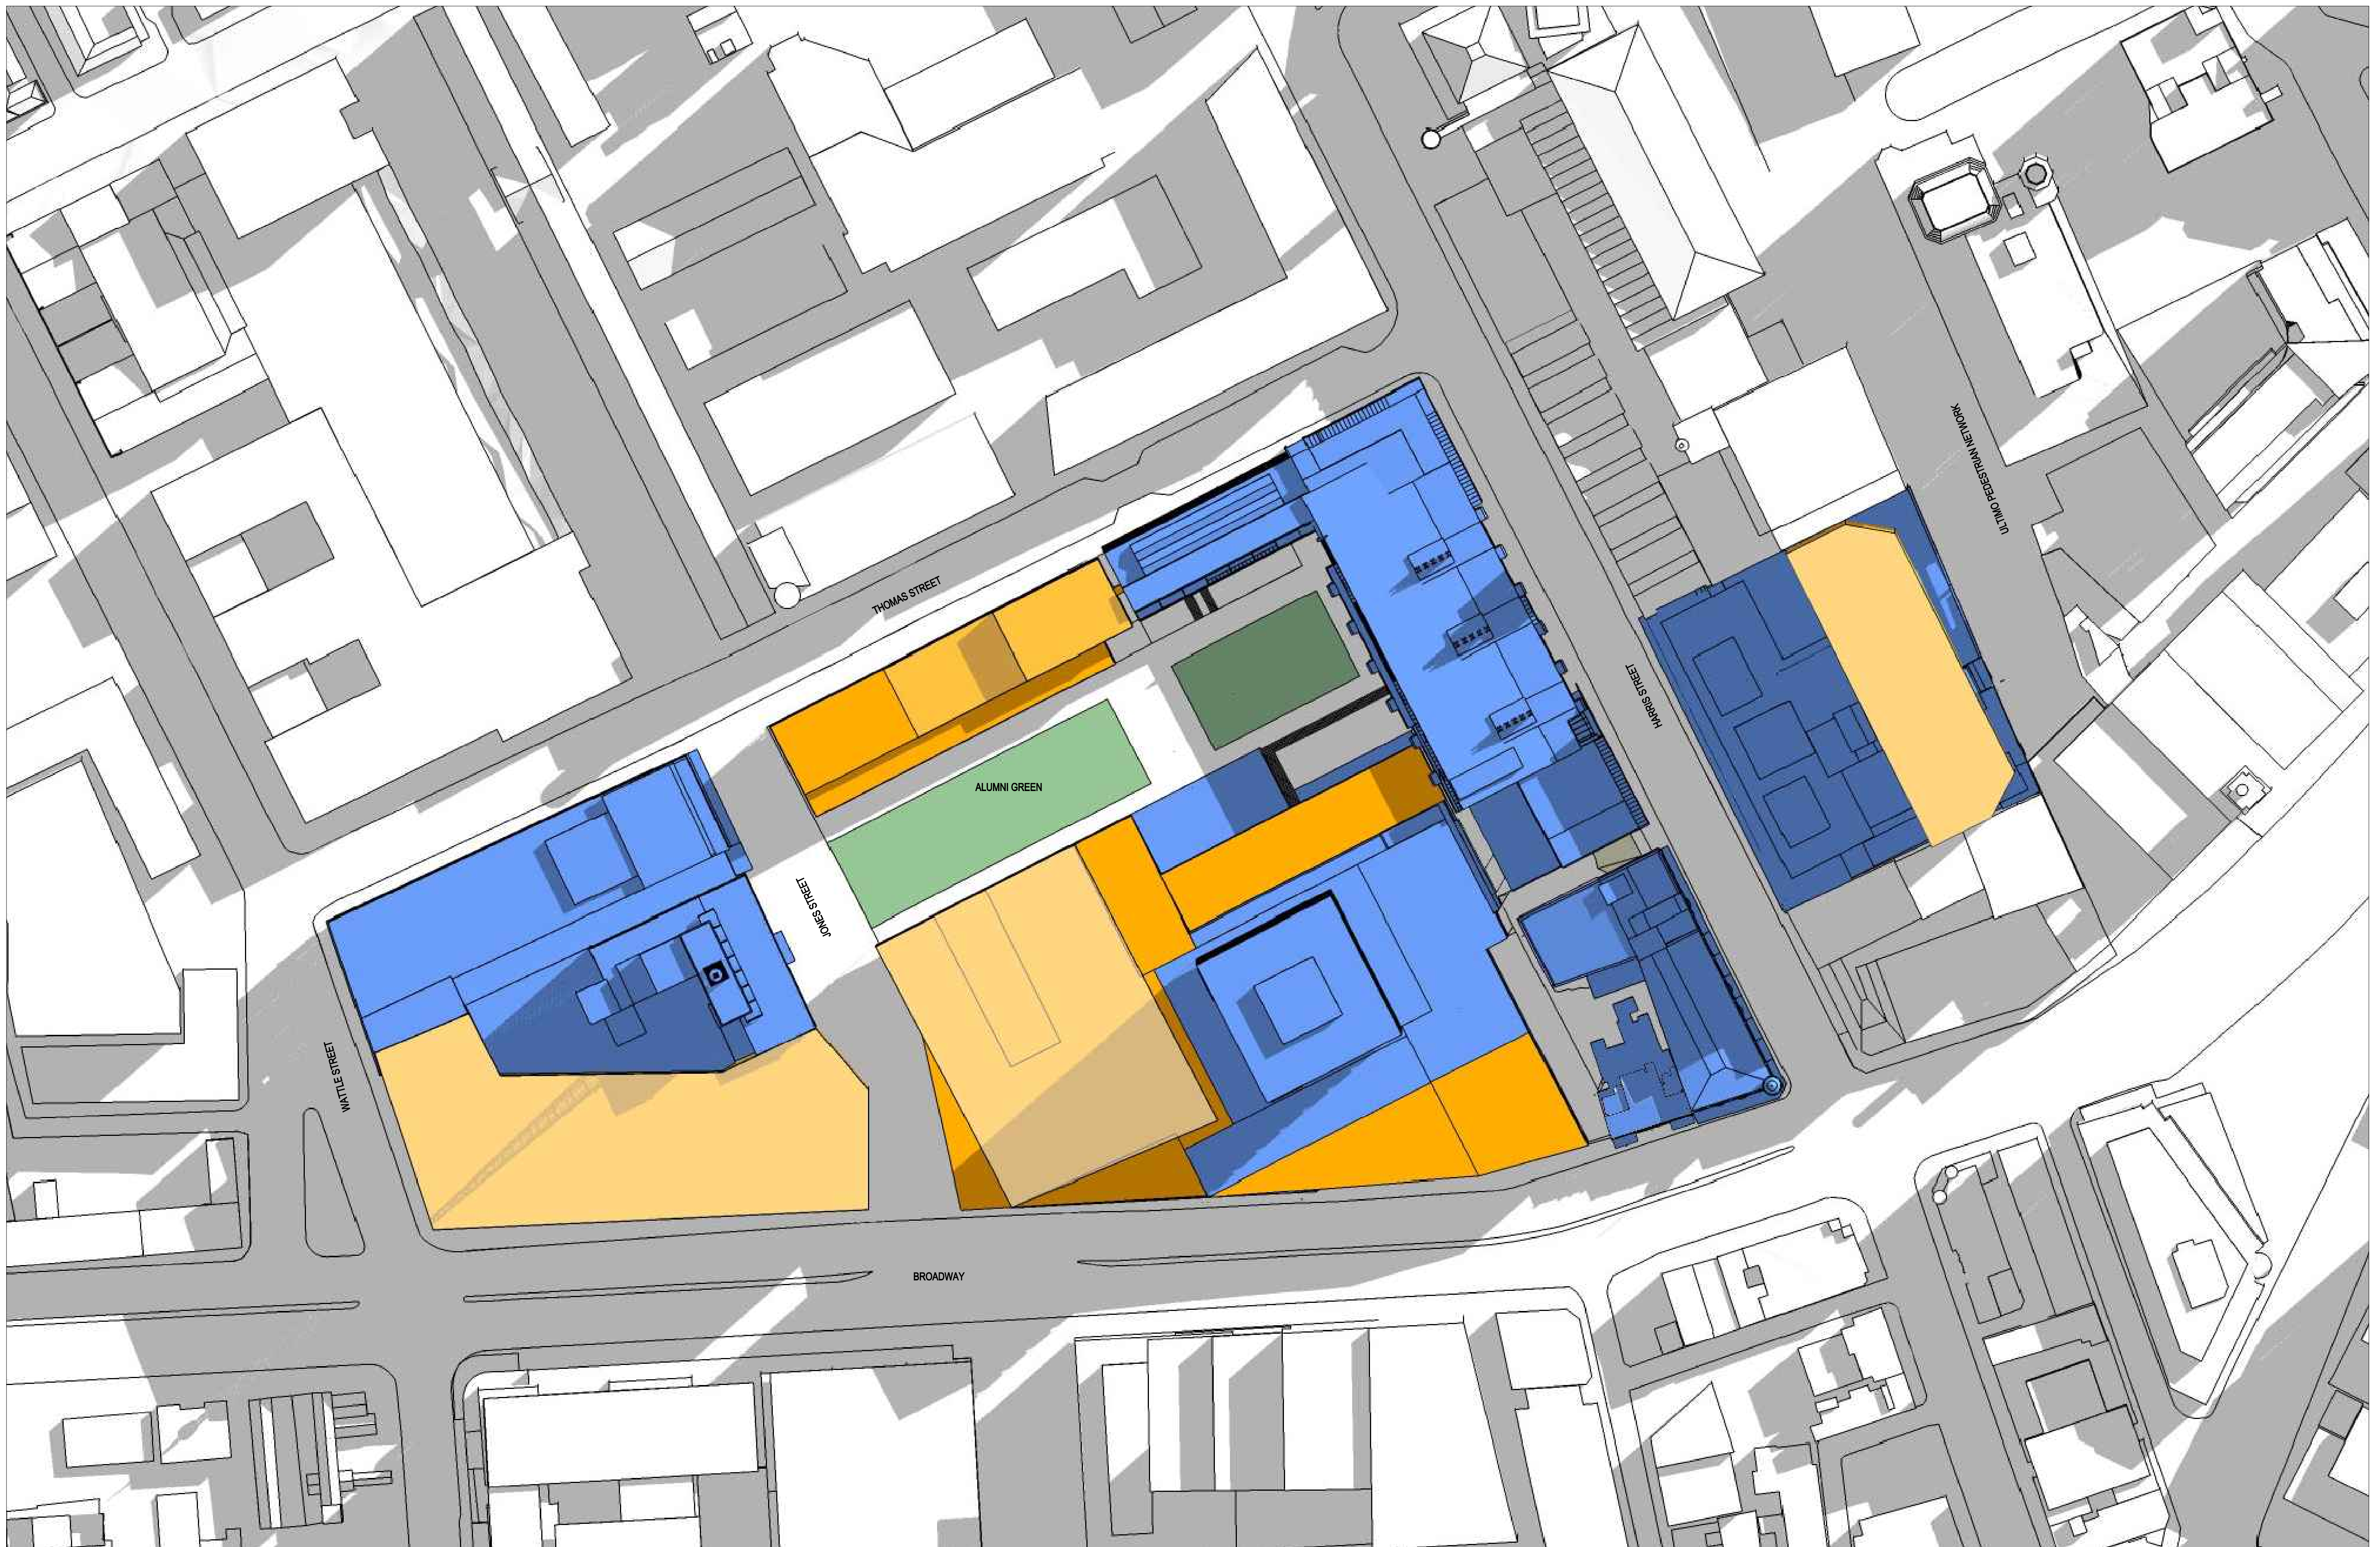 ULTIMO PEDESTRIAN NETWORK
THOMAS STREET
HARRIS STREET
ALUMNI GREEN
JONES STREET
WATTLE STREET
BROADWAY